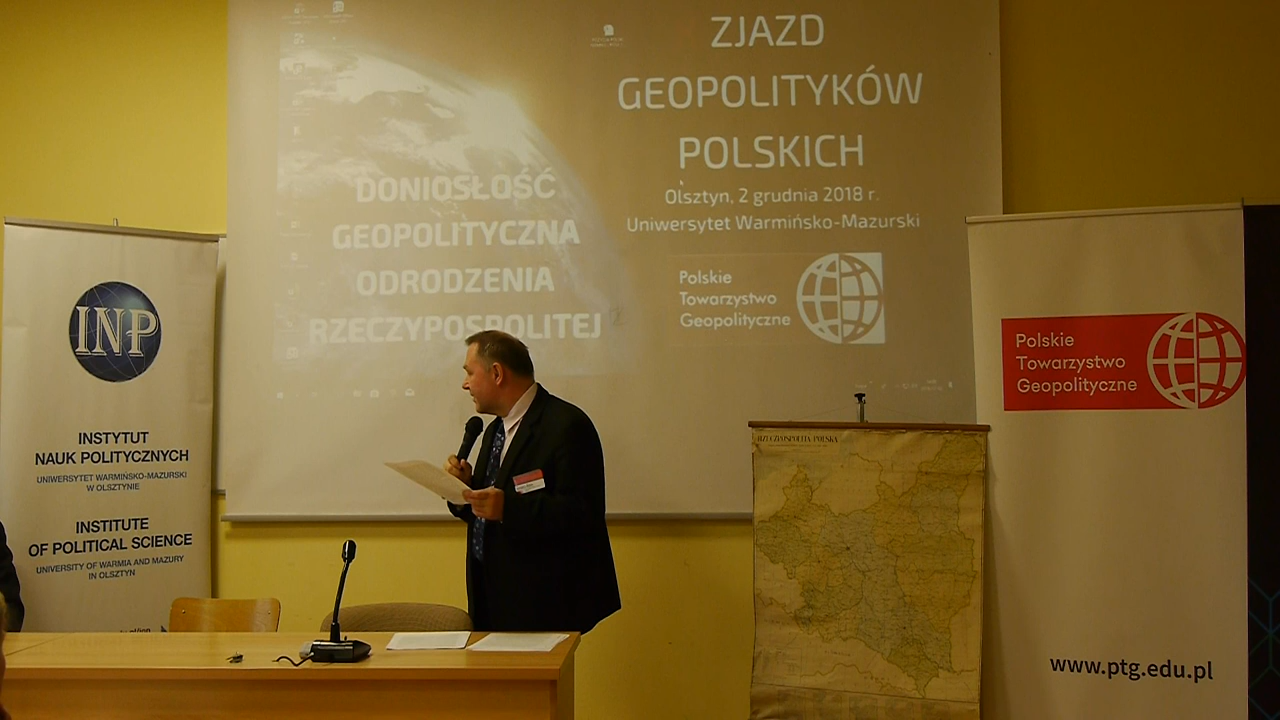 ZJAZD
GEOPOLITYKÓW
POLSKICH
Olsztyn, 2 grudnia 2018 r.
Uniwersytet Warmińsko-Mazurski
DONIOSŁOŚĆ
GEOPOLITYCZNA
ODRODZENIA
RZECZYPOSPOLITEJ
Polskie
Towarzystwo
Geopolityczne
INP
INSTYTUT
NAUK POLITYCZNYCH
UNIWERSYTET WARMIŃSKO-MAZURSKI
W OLSZTYNIE
INSTITUTE
OF POLITICAL SCIENCE
UNIVERSITY OF WARMIA AND MAZURY
IN OLSZTYN
RZECZPOSPOLITA POLSKA
Polskie
Towarzystwo
Geopolityczne
www.ptg.edu.pl